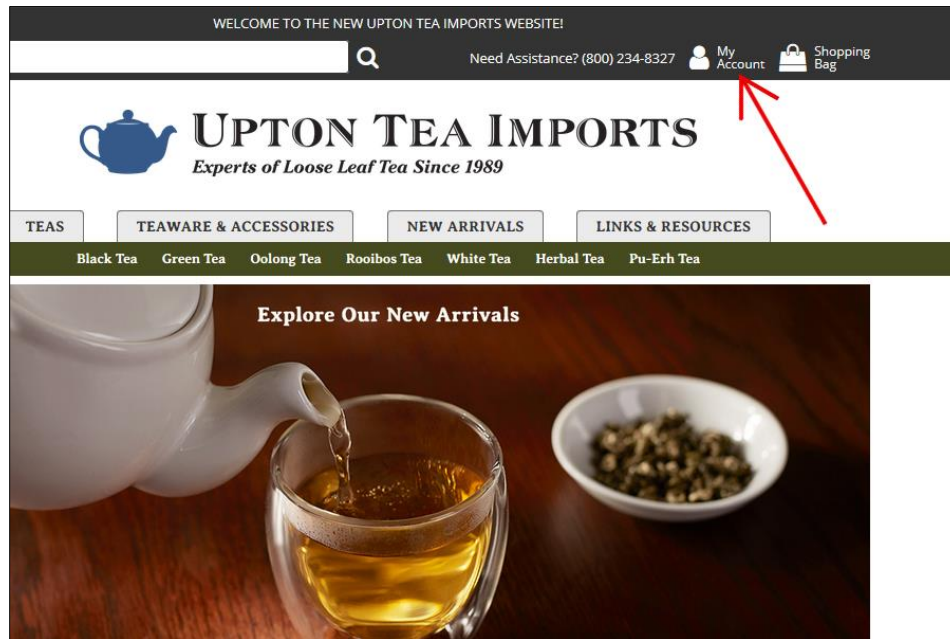 WELCOME TO THE NEW UPTON TEA IMPORTS WEBSITE!
Need Assistance? (800) 234-8327
My
Account
Shopping
Bag
UPTON TEA IMPORTS
Experts of Loose Leaf Tea Since 1989
TEAS
TEAWARE & ACCESSORIES
NEW ARRIVALS
LINKS & RESOURCES
Black Tea Green Tea Oolong Tea Rooibos Tea White Tea Herbal Tea Pu-Erh Tea
Explore Our New Arrivals